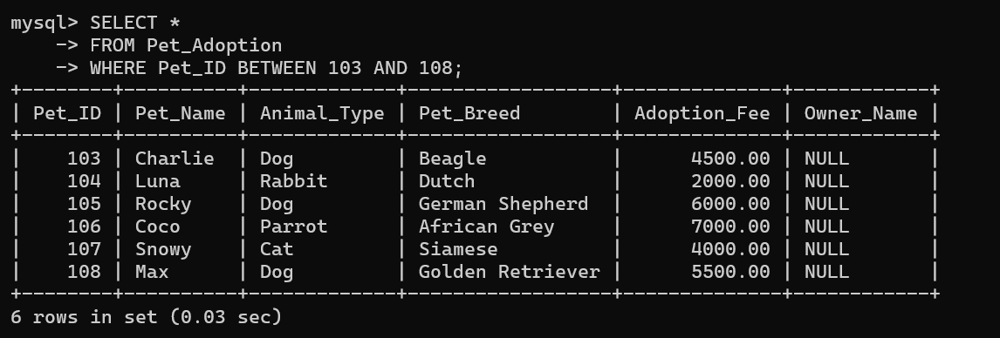 mysql> SELECT *
    -> FROM Pet_Adoption
    -> WHERE Pet_ID BETWEEN 103 AND 108;
+--------+----------+-------------+------------------+--------------+------------+
| Pet_ID | Pet_Name | Animal_Type | Pet_Breed        | Adoption_Fee | Owner_Name |
+--------+----------+-------------+------------------+--------------+------------+
|    103 | Charlie  | Dog         | Beagle           |      4500.00 | NULL       |
|    104 | Luna     | Rabbit      | Dutch            |      2000.00 | NULL       |
|    105 | Rocky    | Dog         | German Shepherd  |      6000.00 | NULL       |
|    106 | Coco     | Parrot      | African Grey     |      7000.00 | NULL       |
|    107 | Snowy    | Cat         | Siamese          |      4000.00 | NULL       |
|    108 | Max      | Dog         | Golden Retriever |      5500.00 | NULL       |
+--------+----------+-------------+------------------+--------------+------------+
6 rows in set (0.03 sec)